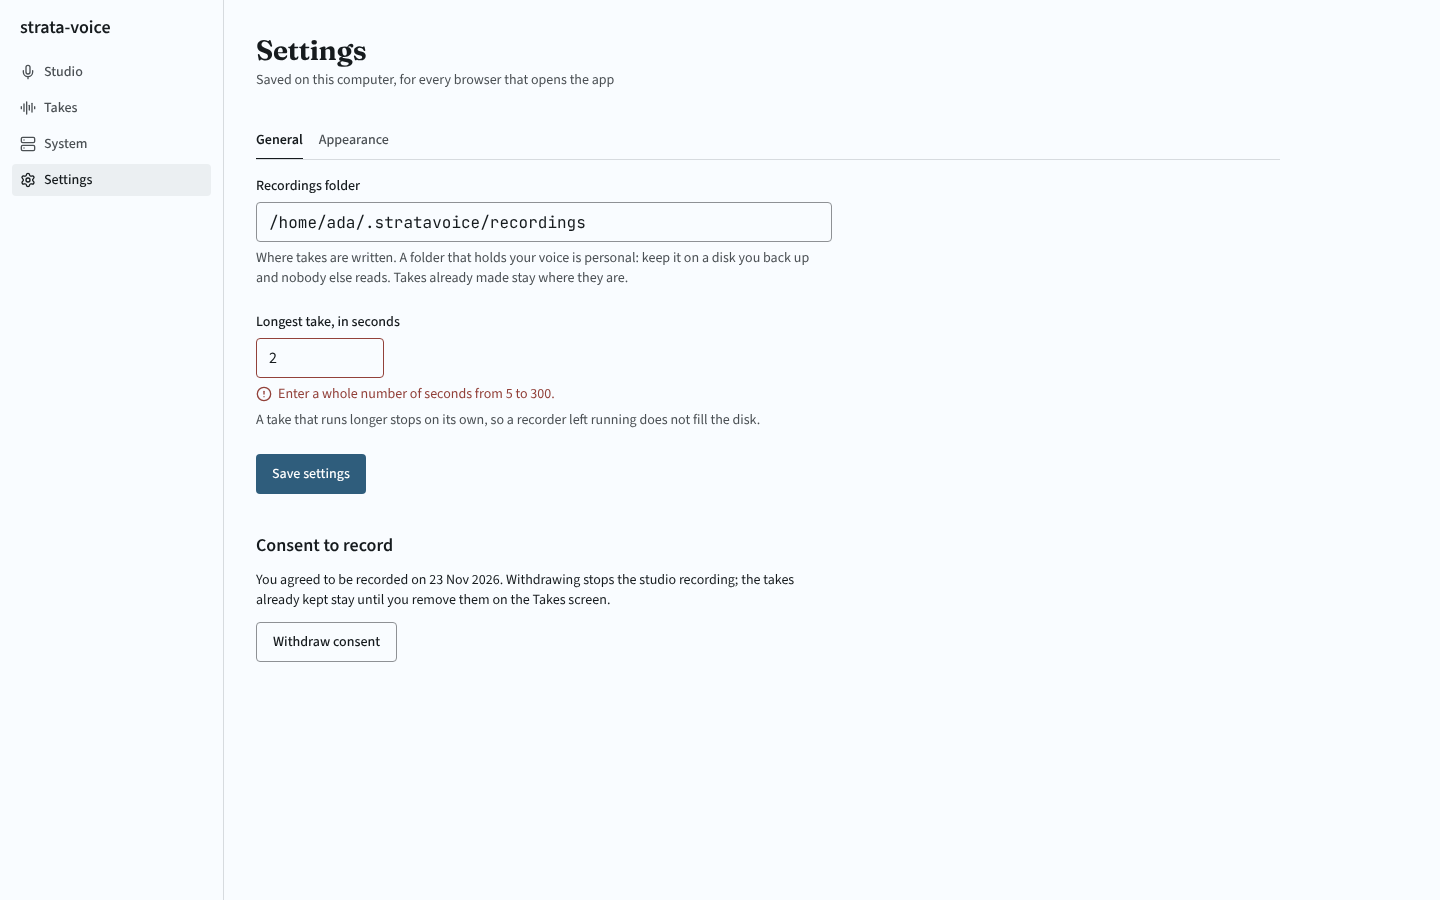 strata-voice
Studio
Takes
System
Settings
Settings
Saved on this computer, for every browser that opens the app
General
Appearance
Recordings folder
/home/ada/.stratavoice/recordings
Where takes are written. A folder that holds your voice is personal: keep it on a disk you back up
and nobody else reads. Takes already made stay where they are.
Longest take, in seconds
2
Enter a whole number of seconds from 5 to 300.
A take that runs longer stops on its own, so a recorder left running does not fill the disk.
Save settings
Consent to record
You agreed to be recorded on 23 Nov 2026. Withdrawing stops the studio recording; the takes
already kept stay until you remove them on the Takes screen.
Withdraw consent